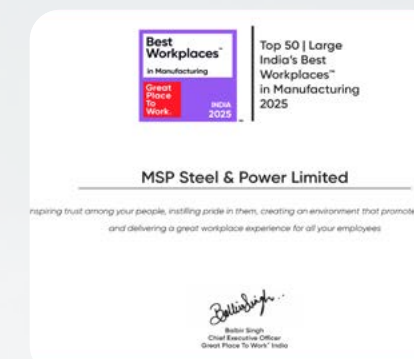 Best
Workplaces™
in Manufacturing
Great
Place
To
Work.
INDIA
2025
Top 50 | Large
India's Best
Workplaces™
in Manufacturing
2025
MSP Steel & Power Limited
nspiring trust among your people, instilling pride in them, creating an environment that promote
and delivering a great workplace experience for all your employees
Balbir Singh
Chief Executive Officer
Great Place To Work® India